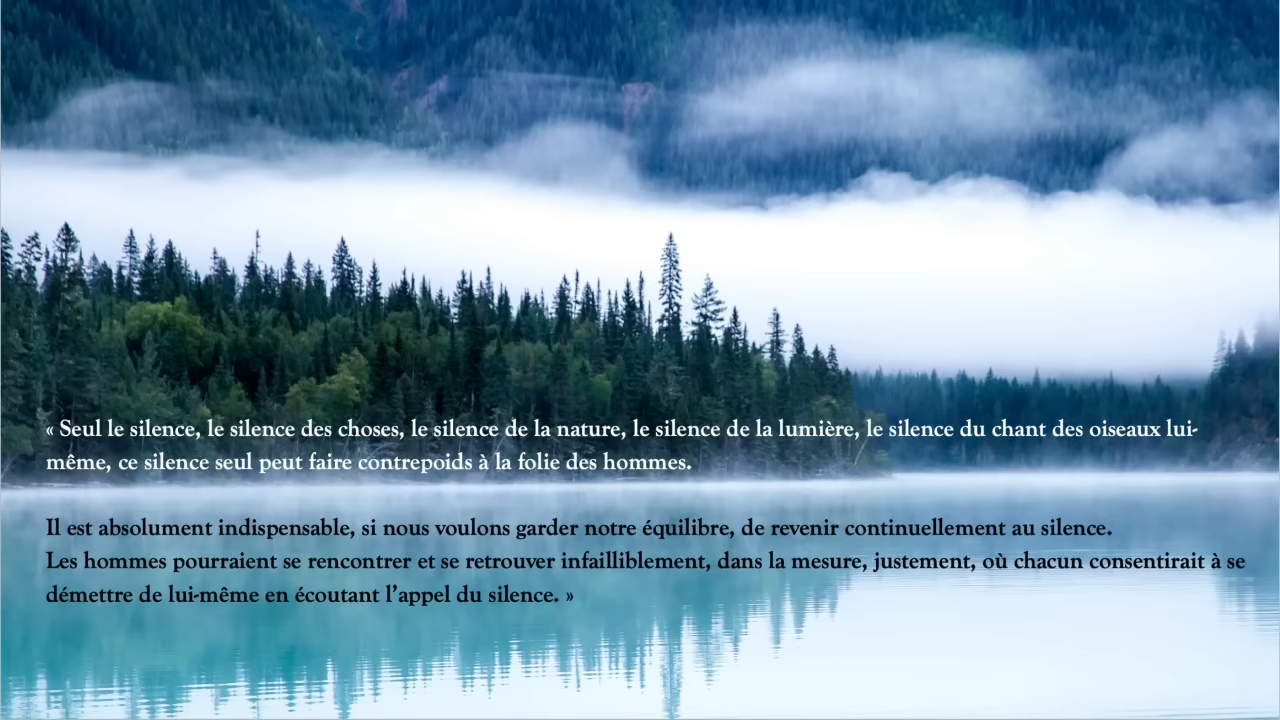 « Seul le silence, le silence des choses, le silence de la nature, le silence de la lumière, le silence du chant des oiseaux lui-
même, ce silence seul peut faire contrepoids à la folie des hommes.
Il est absolument indispensable, si nous voulons garder notre équilibre, de revenir continuellement au silence.
Les hommes pourraient se rencontrer et se retrouver infailliblement, dans la mesure, justement, où chacun consentirait à se
démettre de lui-même en écoutant l’appel du silence. »